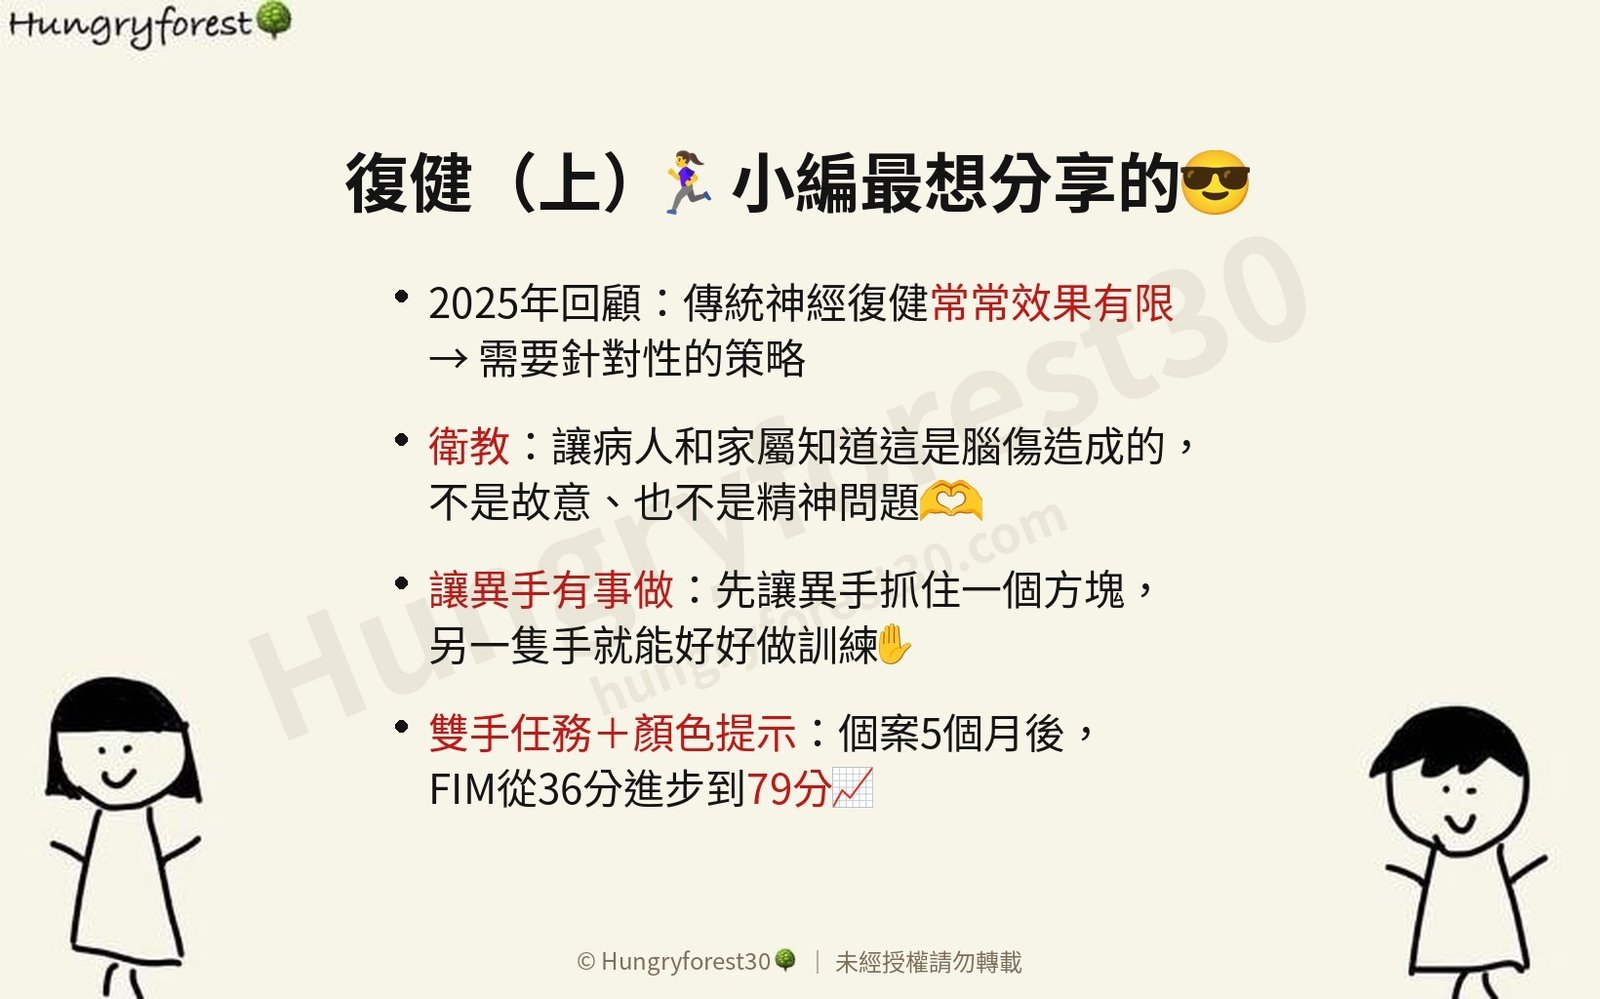 Hungryforest🌳
復健（上）🏃‍♀️ 小編最想分享的😎
• 2025年回顧：傳統神經復健常常效果有限
→ 需要針對性的策略
• 衛教：讓病人和家屬知道這是腦傷造成的，
不是故意、也不是精神問題🫶
• 讓異手有事做：先讓異手抓住一個方塊，
另一隻手就能好好做訓練✋
• 雙手任務＋顏色提示：個案5個月後，
FIM從36分進步到79分📈
Hungryforest30
hungryforest30.com
© Hungryforest30🌳 ｜ 未經授權請勿轉載